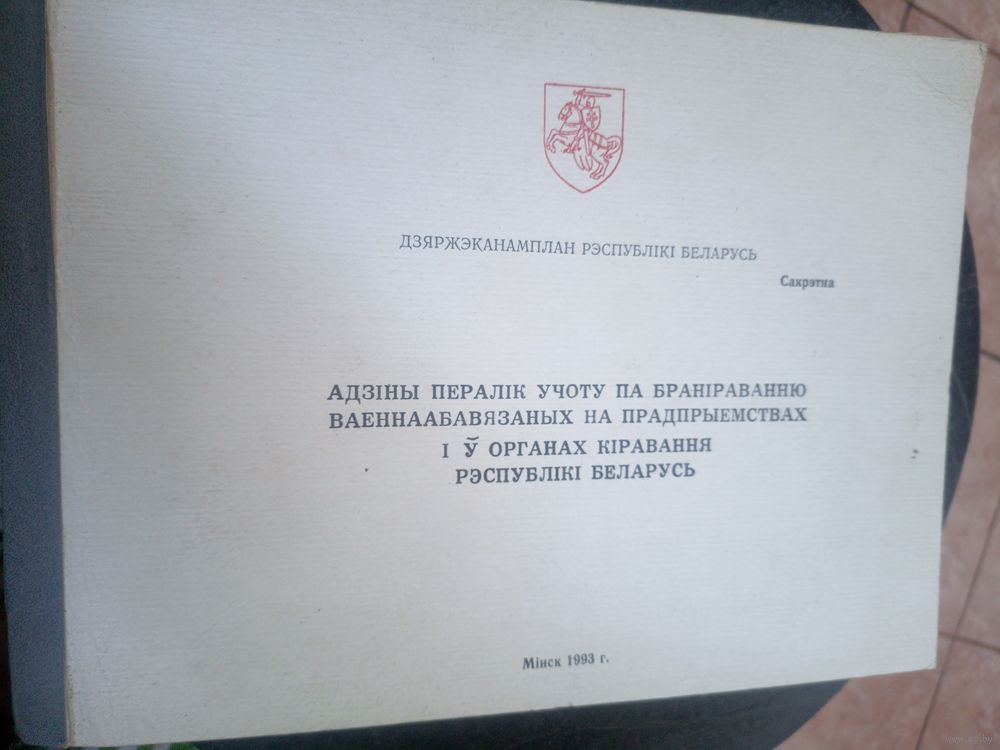 ДЗЯРЖЭКАНАМПЛАН РЭСПУБЛІКІ БЕЛАРУСЬ
Сакрэтна
АДЗІНЫ ПЕРАЛІК УЧОТУ ПА БРАНІРАВАННЮ
ВАЕННААБАВЯЗАНЫХ НА ПРАДПРЫЕМСТВАХ
І Ў ОРГАНАХ КІРАВАННЯ
РЭСПУБЛІКІ БЕЛАРУСЬ
Мінск 1993 г.